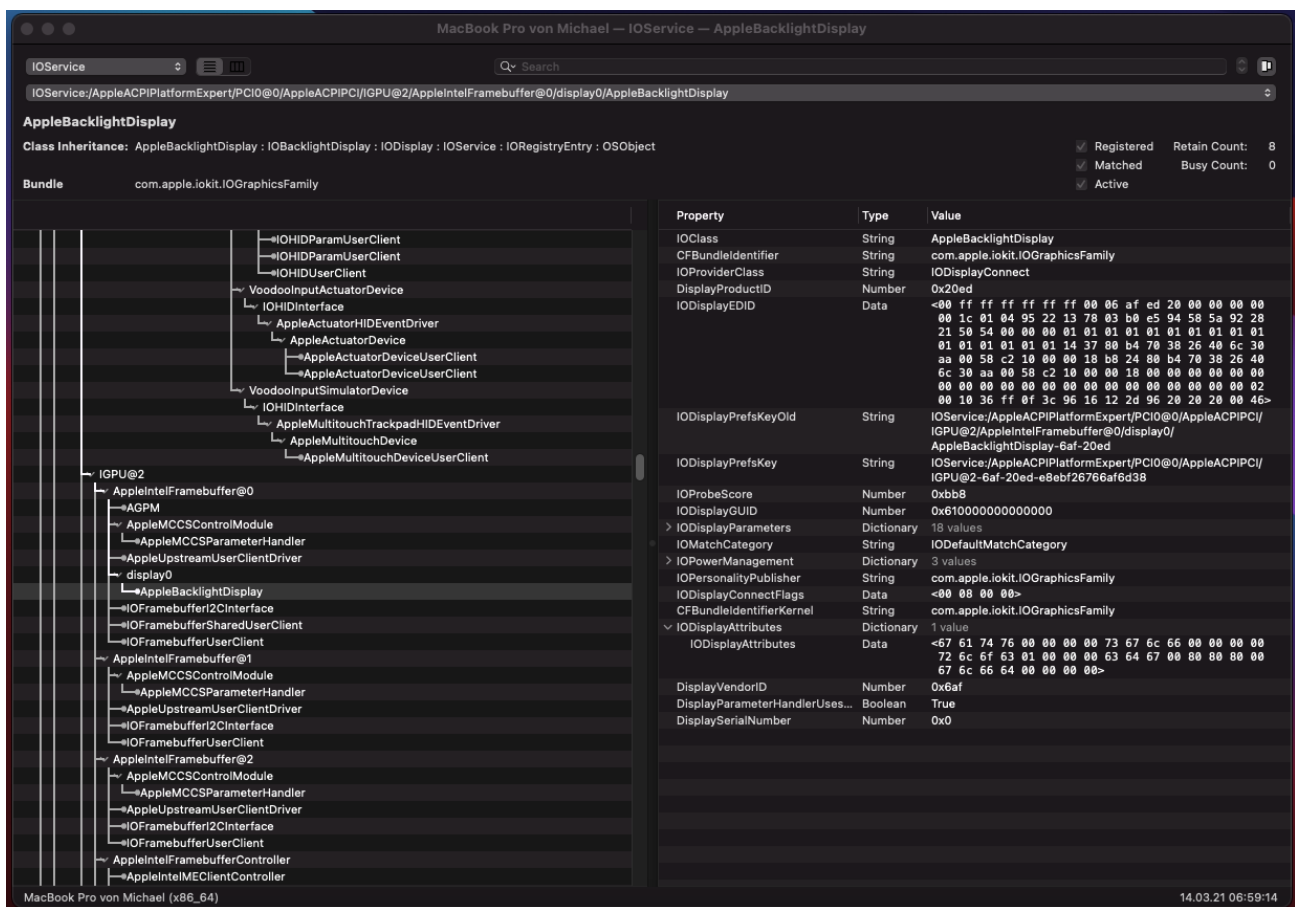 MacBook Pro von Michael — IOService — AppleBacklightDisplay
IOService
Search
IOService:/AppleACPIPlatformExpert/PCI0@0/AppleACPIPCI/IGPU@2/AppleIntelFramebuffer@0/display0/AppleBacklightDisplay
AppleBacklightDisplay
Class Inheritance: AppleBacklightDisplay : IOBacklightDisplay : IODisplay : IOService : IORegistryEntry : OSObject
Registered Retain Count: 8
Matched Busy Count: 0
Bundle com.apple.iokit.IOGraphicsFamily
Active
IOHIDParamUserClient
IOHIDParamUserClient
IOHIDUserClient
VoodooInputActuatorDevice
IOHIDInterface
AppleActuatorHIDEventDriver
AppleActuatorDevice
AppleActuatorDeviceUserClient
AppleActuatorDeviceUserClient
VoodooInputSimulatorDevice
IOHIDInterface
AppleMultitouchTrackpadHIDEventDriver
AppleMultitouchDevice
AppleMultitouchDeviceUserClient
IGPU@2
AppleIntelFramebuffer@0
AGPM
AppleMCCSControlModule
AppleMCCSParameterHandler
AppleUpstreamUserClientDriver
display0
AppleBacklightDisplay
IOFramebufferI2CInterface
IOFramebufferSharedUserClient
IOFramebufferUserClient
AppleIntelFramebuffer@1
AppleMCCSControlModule
AppleMCCSParameterHandler
AppleUpstreamUserClientDriver
IOFramebufferI2CInterface
IOFramebufferUserClient
AppleIntelFramebuffer@2
AppleMCCSControlModule
AppleMCCSParameterHandler
AppleUpstreamUserClientDriver
IOFramebufferI2CInterface
IOFramebufferUserClient
AppleIntelFramebufferController
AppleIntelMEClientController
Property Type Value
IOClass String AppleBacklightDisplay
CFBundleIdentifier String com.apple.iokit.IOGraphicsFamily
IOProviderClass String IODisplayConnect
DisplayProductID Number 0x20ed
IODisplayEDID Data <00 ff ff ff ff ff ff 00 06 af ed 20 00 00 00 00
00 1c 01 04 95 22 13 78 03 b0 e5 94 58 5a 92 28
21 50 54 00 00 00 01 01 01 01 01 01 01 01 01 01
01 01 01 01 01 01 14 37 80 b4 70 38 26 40 6c 30
aa 00 58 c2 10 00 00 18 b8 24 80 b4 70 38 26 40
6c 30 aa 00 58 c2 10 00 00 18 00 00 00 00 00 00
00 00 00 00 00 00 00 00 00 00 00 00 00 00 00 02
00 10 36 ff 0f 3c 96 16 12 2d 96 20 20 20 00 46>
IODisplayPrefsKeyOld String IOService:/AppleACPIPlatformExpert/PCI0@0/AppleACPIPCI/
IGPU@2/AppleIntelFramebuffer@0/display0/
AppleBacklightDisplay-6af-20ed
IODisplayPrefsKey String IOService:/AppleACPIPlatformExpert/PCI0@0/AppleACPIPCI/
IGPU@2-6af-20ed-e8ebf26766af6d38
IOProbeScore Number 0xbb8
IODisplayGUID Number 0x610000000000000
IODisplayParameters Dictionary 18 values
IOMatchCategory String IODefaultMatchCategory
IOPowerManagement Dictionary 3 values
IOPersonalityPublisher String com.apple.iokit.IOGraphicsFamily
IODisplayConnectFlags Data <00 08 00 00>
CFBundleIdentifierKernel String com.apple.iokit.IOGraphicsFamily
IODisplayAttributes Dictionary 1 value
IODisplayAttributes Data <67 61 74 76 00 00 00 00 73 67 6c 66 00 00 00 00
72 6c 6f 63 01 00 00 00 63 64 67 00 80 80 80 00
67 6c 66 64 00 00 00 00>
DisplayVendorID Number 0x6af
DisplayParameterHandlerUses... Boolean True
DisplaySerialNumber Number 0x0
MacBook Pro von Michael (x86_64)
14.03.21 06:59:14